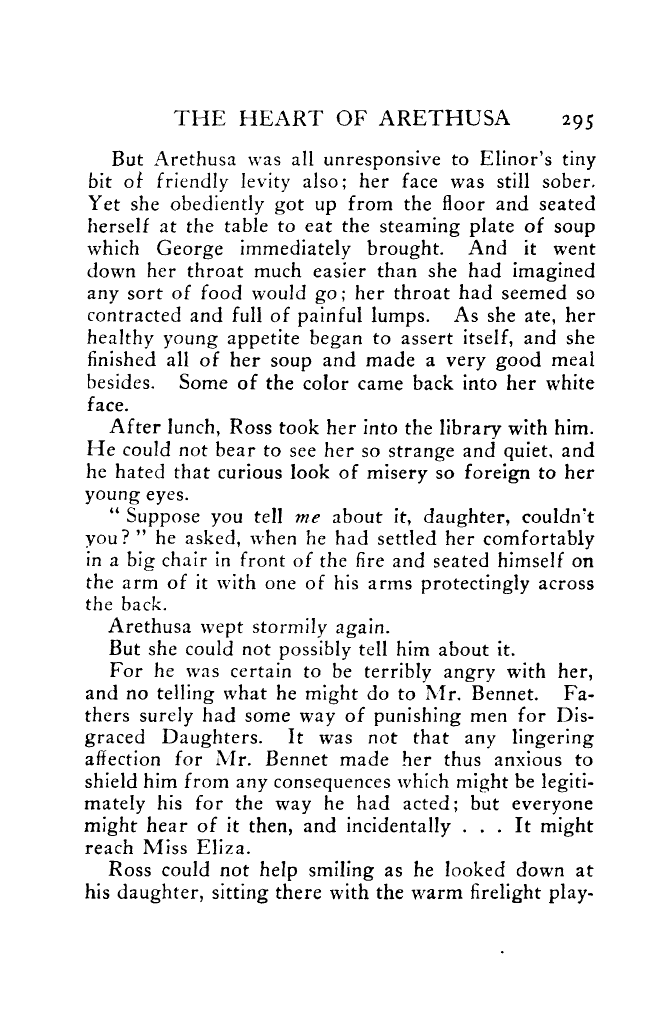 THE HEART OF ARETHUSA 295
But Arethusa was all unresponsive to Elinor's tiny
bit of friendly levity also; her face was still sober.
Yet she obediently got up from the floor and seated
herself at the table to eat the steaming plate of soup
which George immediately brought. And it went
down her throat much easier than she had imagined
any sort of food would go; her throat had seemed so
contracted and full of painful lumps. As she ate, her
healthy young appetite began to assert itself, and she
finished all of her soup and made a very good meal
besides. Some of the color came back into her white
face.
After lunch, Ross took her into the library with him.
He could not bear to see her so strange and quiet, and
he hated that curious look of misery so foreign to her
young eyes.
" Suppose you tell me about it, daughter, couldn't
you? " he asked, when he had settled her comfortably
in a big chair in front of the fire and seated himself on
the arm of it with one of his arms protectingly across
the back.
Arethusa wept stormily again.
But she could not possibly tell him about it.
For he was certain to be terribly angry with her,
and no telling what he might do to Mr. Bennet. Fa-
thers surely had some way of punishing men for Dis-
graced Daughters. It was not that any lingering
affection for Mr. Bennet made her thus anxious to
shield him from any consequences which might be legiti-
mately his for the way he had acted; but everyone
might hear of it then, and incidentally . . . It might
reach Miss Eliza.
Ross could not help smiling as he looked down at
his daughter, sitting there with the warm firelight play-